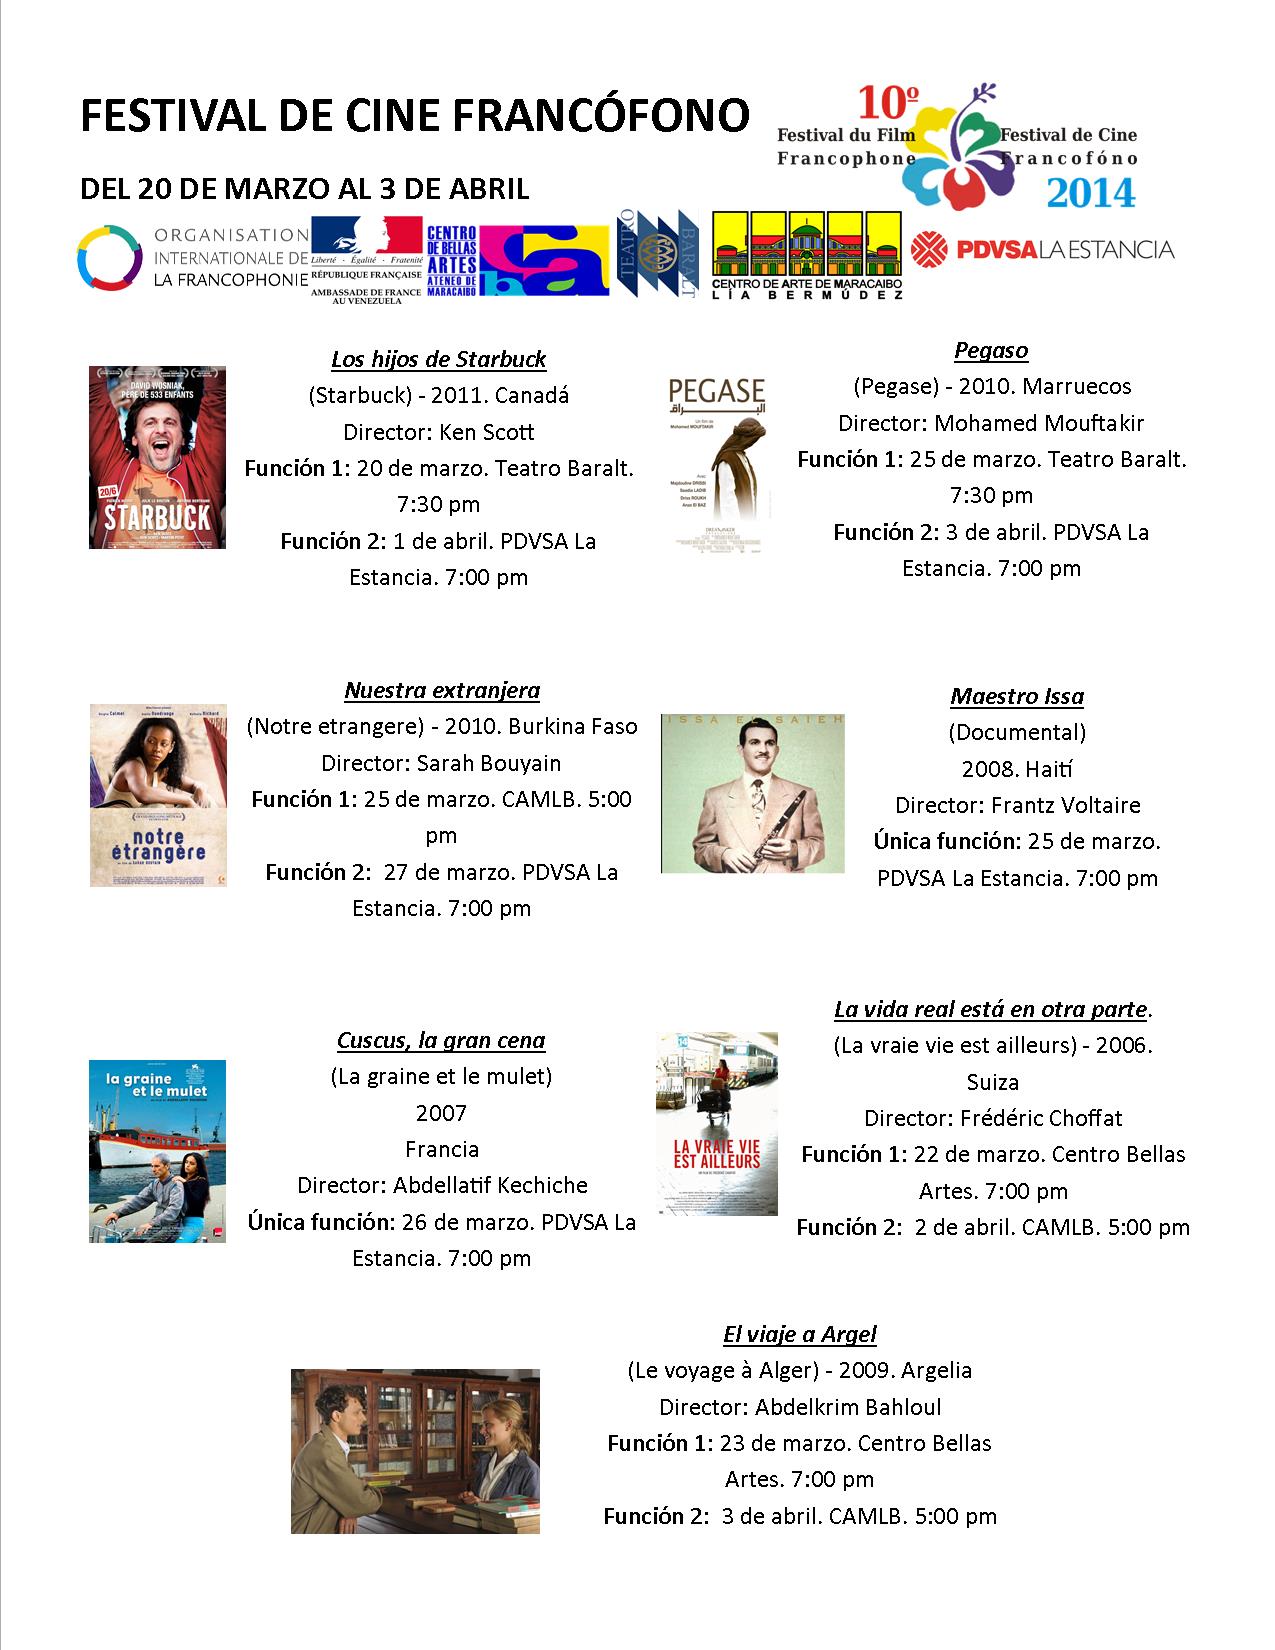 FESTIVAL DE CINE FRANCÓFONO
DEL 20 DE MARZO AL 3 DE ABRIL
10º
Festival du Film
Francophone
Festival de Cine
Francofóno
2014
ORGANISATION
INTERNATIONALE DE
LA FRANCOPHONIE
Liberté · Égalité · Fraternité
RÉPUBLIQUE FRANÇAISE
AMBASSADE DE FRANCE
AU VENEZUELA
CENTRO
DE BELLAS
ARTES
ATENEO DE
MARACAIBO
ba
TEATRO
BARALT
CENTRO DE ARTE DE MARACAIBO
LÍA BERMÚDEZ
PDVSA LA ESTANCIA
DAVID WOSNIAK,
PÈRE DE 533 ENFANTS
20/6
STARBUCK
Los hijos de Starbuck
(Starbuck) - 2011. Canadá
Director: Ken Scott
Función 1: 20 de marzo. Teatro Baralt.
7:30 pm
Función 2: 1 de abril. PDVSA La
Estancia. 7:00 pm
PEGASE
البراق
Un film de
Mohamed MOUFTAKIR
Avec
Majdouline DRISSI
Saadia LADIB
Driss ROUKH
Anas EL BAZ
Pegaso
(Pegase) - 2010. Marruecos
Director: Mohamed Mouftakir
Función 1: 25 de marzo. Teatro Baralt.
7:30 pm
Función 2: 3 de abril. PDVSA La
Estancia. 7:00 pm
notre
étrangère
Nuestra extranjera
(Notre etrangere) - 2010. Burkina Faso
Director: Sarah Bouyain
Función 1: 25 de marzo. CAMLB. 5:00
pm
Función 2: 27 de marzo. PDVSA La
Estancia. 7:00 pm
ISSA EL SAIEH
Maestro Issa
(Documental)
2008. Haití
Director: Frantz Voltaire
Única función: 25 de marzo.
PDVSA La Estancia. 7:00 pm
la graine
et le mulet
Cuscus, la gran cena
(La graine et le mulet)
2007
Francia
Director: Abdellatif Kechiche
Única función: 26 de marzo. PDVSA La
Estancia. 7:00 pm
LA VRAIE VIE
EST AILLEURS
La vida real está en otra parte.
(La vraie vie est ailleurs) - 2006.
Suiza
Director: Frédéric Choffat
Función 1: 22 de marzo. Centro Bellas
Artes. 7:00 pm
Función 2: 2 de abril. CAMLB. 5:00 pm
El viaje a Argel
(Le voyage à Alger) - 2009. Argelia
Director: Abdelkrim Bahloul
Función 1: 23 de marzo. Centro Bellas
Artes. 7:00 pm
Función 2: 3 de abril. CAMLB. 5:00 pm